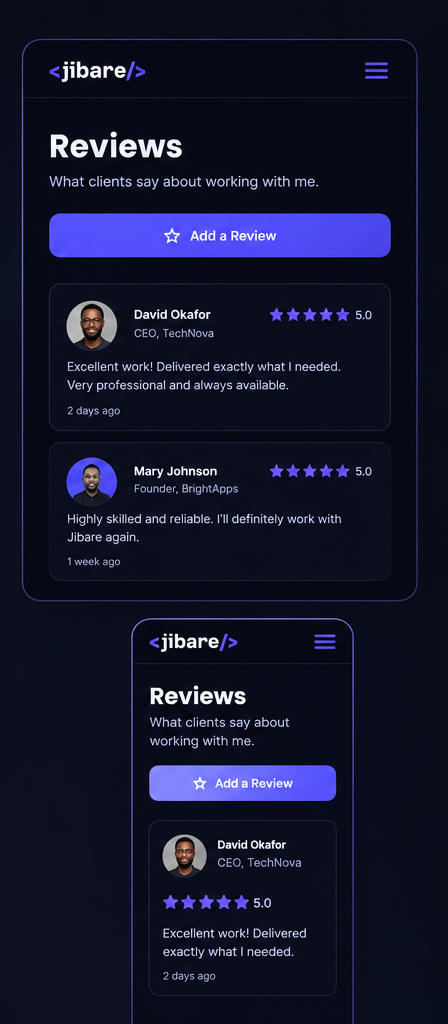 <jibare/>
Reviews
What clients say about working with me.
Add a Review
David Okafor
5.0
CEO, TechNova
Excellent work! Delivered exactly what I needed.
Very professional and always available.
2 days ago
Mary Johnson
5.0
Founder, BrightApps
Highly skilled and reliable. I'll definitely work with
Jibare again.
1 week ago
<jibare/>
Reviews
What clients say about
working with me.
Add a Review
David Okafor
CEO, TechNova
5.0
Excellent work! Delivered
exactly what I needed.
2 days ago